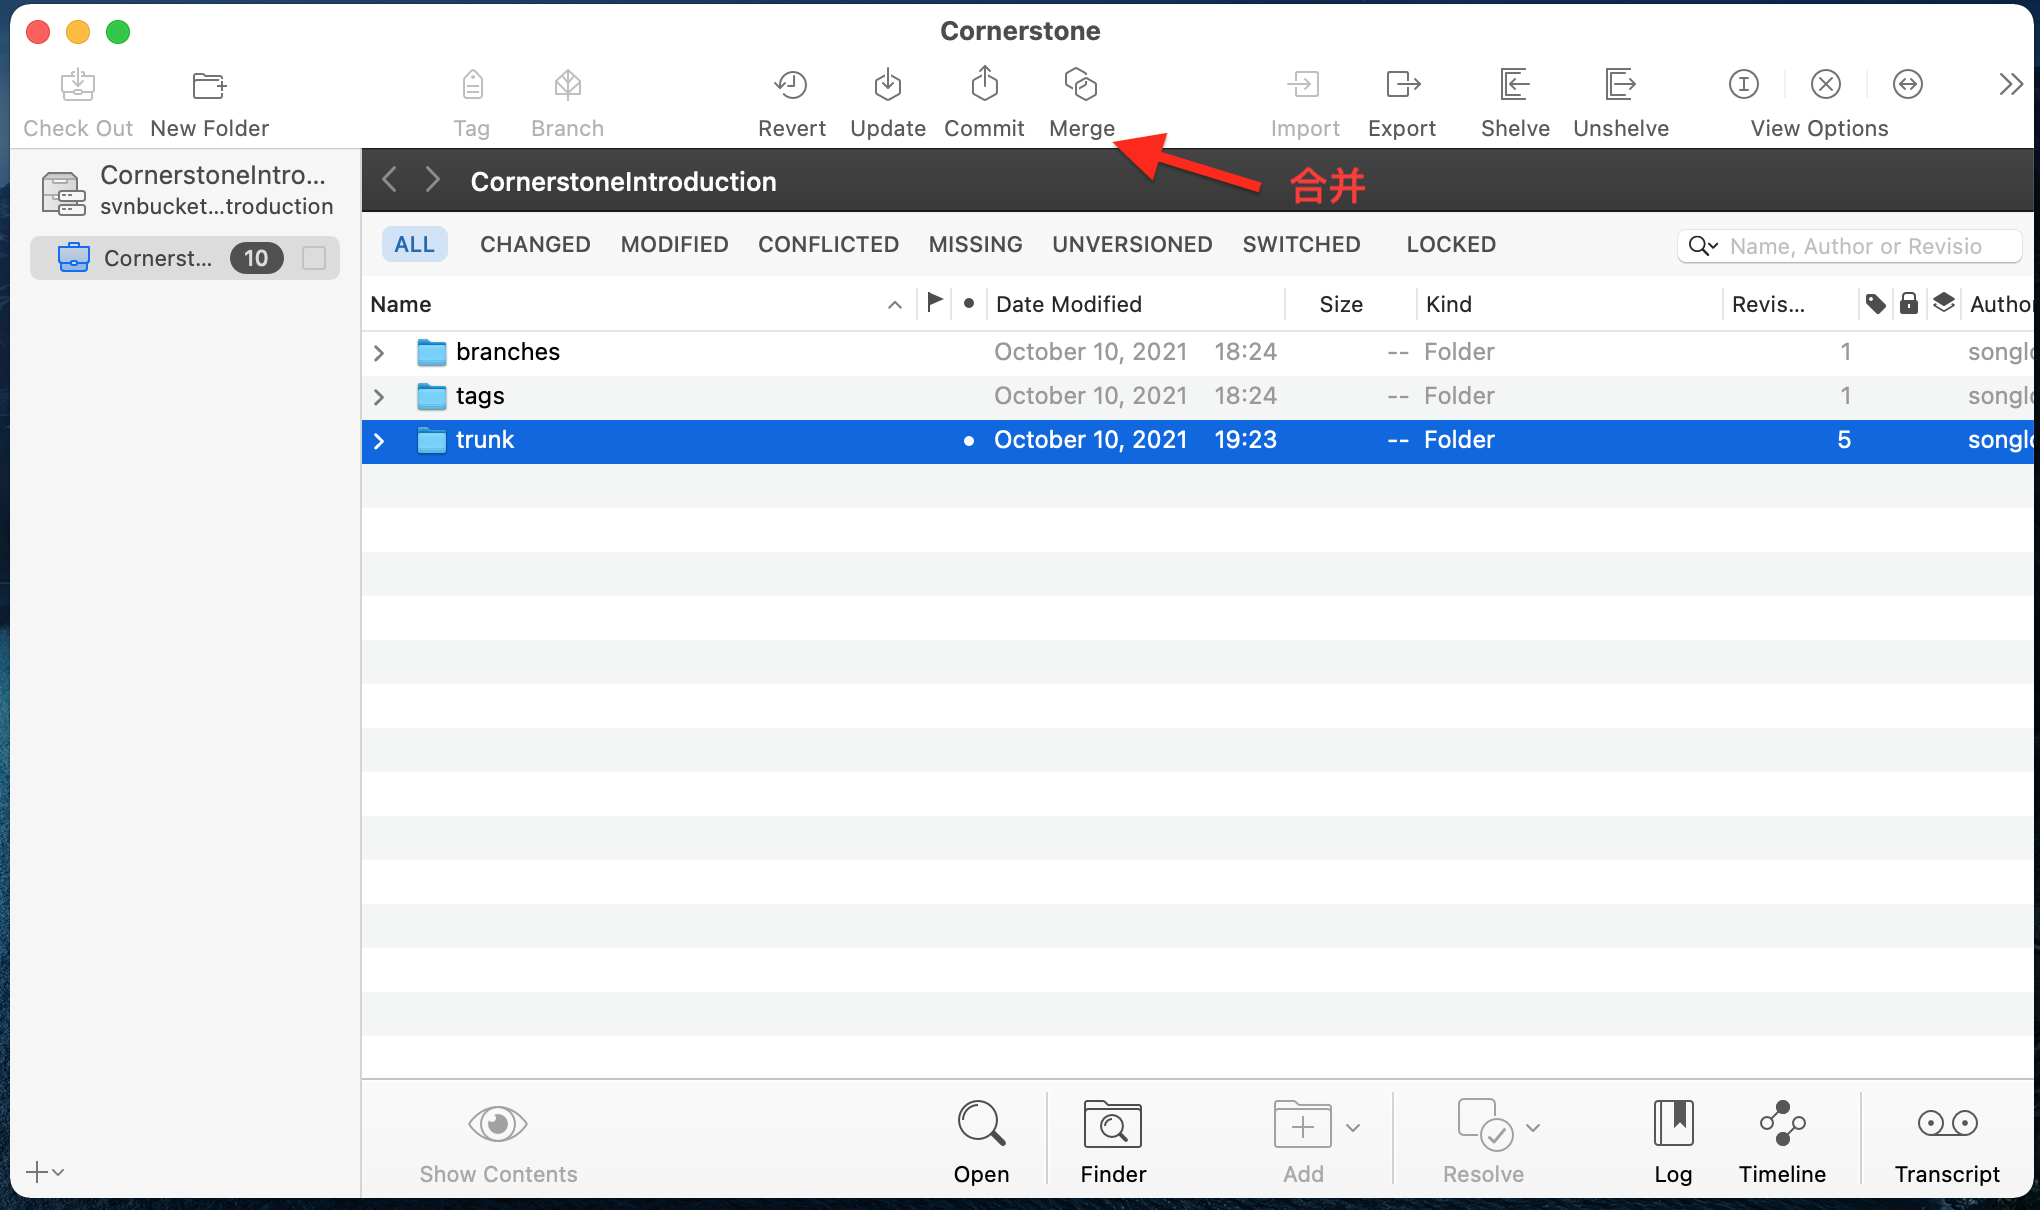 Cornerstone
Check Out New Folder Tag Branch Revert Update Commit Merge Import Export Shelve Unshelve View Options
CornerstoneIntro...
svnbucket...troduction
Cornerst... 10
CornerstoneIntroduction
合并
ALL CHANGED MODIFIED CONFLICTED MISSING UNVERSIONED SWITCHED LOCKED
Name, Author or Revisio
Name Date Modified Size Kind Revis... Author
branches October 10, 2021 18:24 -- Folder 1 songlo
tags October 10, 2021 18:24 -- Folder 1 songlo
trunk October 10, 2021 19:23 -- Folder 5 songlo
Show Contents Open Finder Add Resolve Log Timeline Transcript